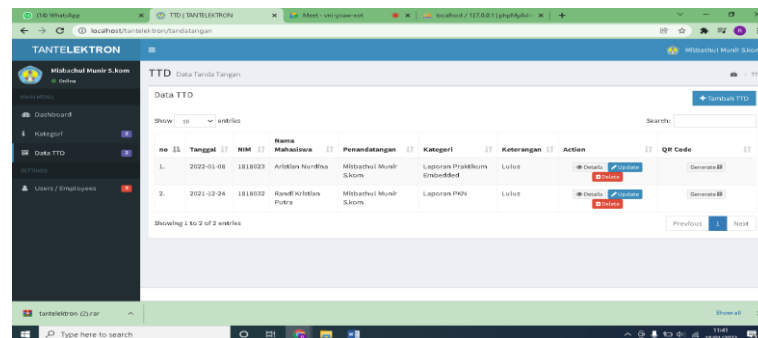 (14) WhatsApp
TTD | TANTELEKTRON
Meet - vni-yoaw-eot
localhost / 127.0.0.1 | phpMyAdm
localhost/tantelektron/tandatangan
TANTELEKTRON
Misbachul Munir S.kom
Misbachul Munir S.kom
Online
TTD Data Tanda Tangan
MAIN MENU
Dashboard
Kategori
Data TTD
SETTINGS
Users / Employees
Data TTD
Tambah TTD
Show 10 entries
Search:
no Tanggal NIM Nama Mahasiswa Penandatangan Kategori Keterangan Action QR Code
1. 2022-01-08 1818023 Aristian Nurdina Misbachul Munir S.kom Laporan Praktikum Embedded Lulus Details Update Delete Generate
2. 2021-12-24 1818032 Randi Kristian Putra Misbachul Munir S.kom Laporan PKN Lulus Details Update Delete Generate
Showing 1 to 2 of 2 entries
Previous 1 Next
tantelektron (2).rar
Show all
Type here to search
11:41